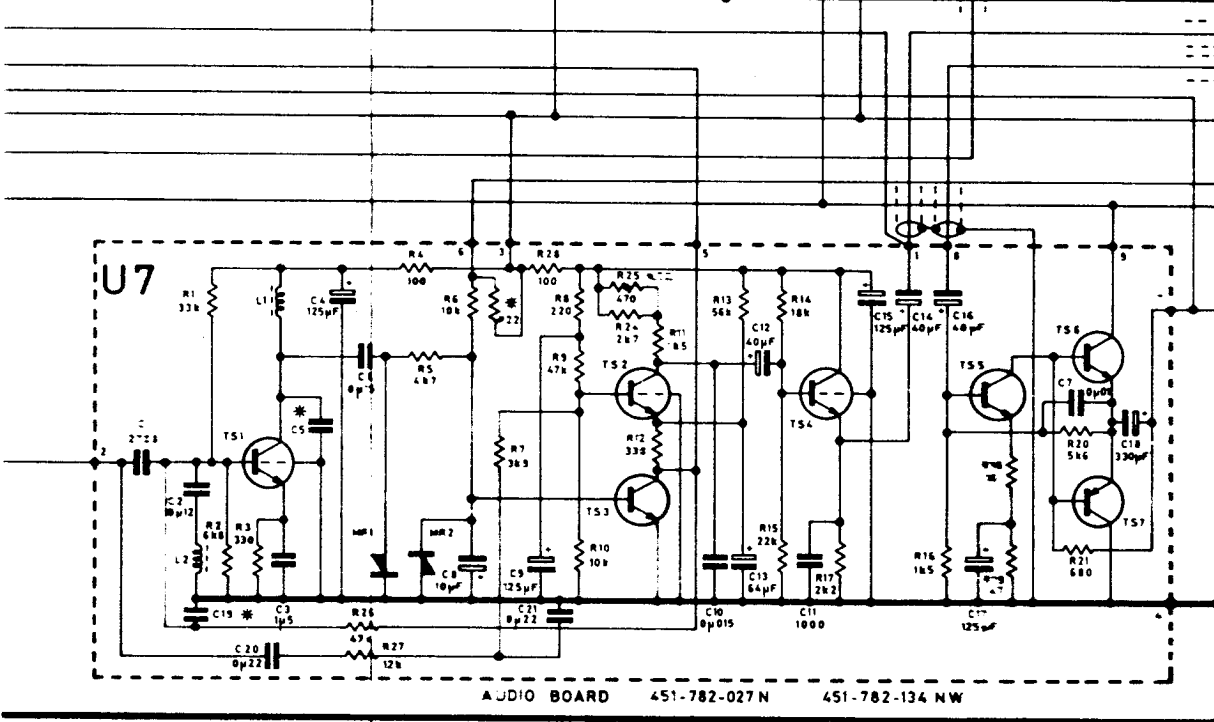 U7
6
3
5
1
8
9
2
4
R4
100
R28
100
R1
33k
L1
C4
125µF
R6
10k
R8
220
R25
470
R24
2k7
R11
1k5
R13
56k
R14
18k
C12
40µF
C15
125µF
C14
40µF
C16
40µF
TS6
R5
4k7
R9
47k
TS2
TS4
TS5
C7
TS1
C5
R7
3k9
R12
330
R20
5k6
C18
330µF
TS3
TS7
R2
6k8
R3
330
L2
MR1
MR2
C8
10µF
C9
125µF
R10
10k
R15
22k
R16
1k5
R21
680
C13
64µF
R17
2k2
C19
C3
1µ5
R26
C21
0µ22
C10
0µ015
C11
1000
C17
C20
0µ22
R27
12k
AUDIO BOARD 451-782-027 N 451-782-134 NW